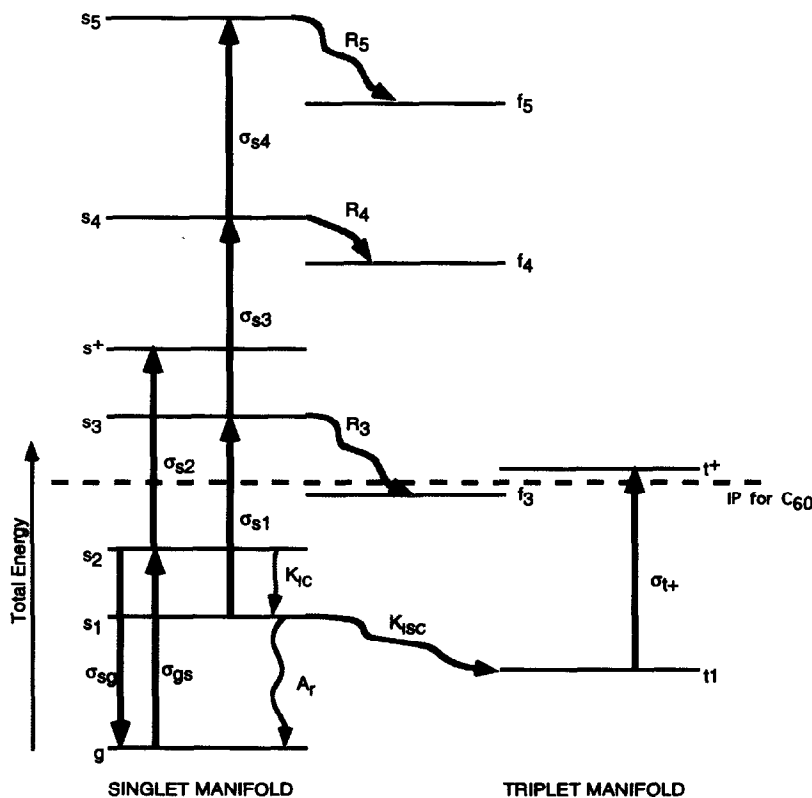 s5
R5
f5
σs4
s4
R4
f4
σs3
s+
s3
R3
t+
σs2
f3
IP for C60
σs1
s2
KIC
σt+
s1
KISC
σsg
σgs
Ar
t1
g
Total Energy
SINGLET MANIFOLD
TRIPLET MANIFOLD